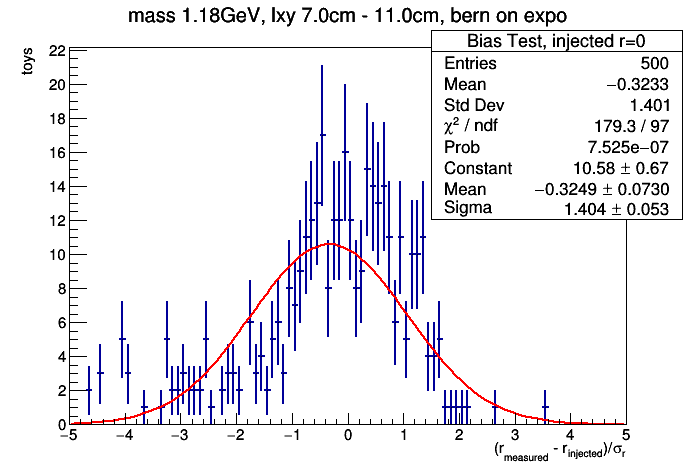 mass 1.18GeV, lxy 7.0cm - 11.0cm, bern on expo
Bias Test, injected r=0
Entries 500
Mean −0.3233
Std Dev 1.401
χ² / ndf 179.3 / 97
Prob 7.525e−07
Constant 10.58 ± 0.67
Mean −0.3249 ± 0.0730
Sigma 1.404 ± 0.053
toys
22
20
18
16
14
12
10
8
6
4
2
0
−5 −4 −3 −2 −1 0 1 2 3 4 5
(r_measured - r_injected)/σ_r